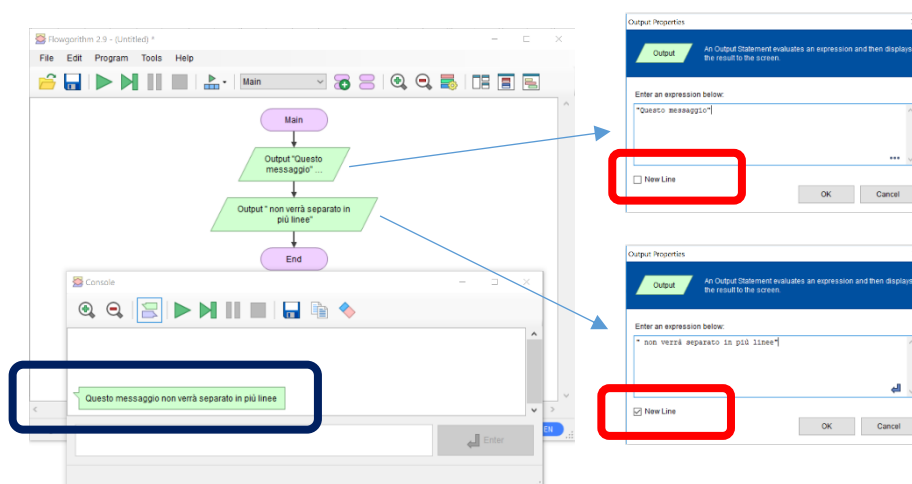 Flowgorithm 2.9 - (Untitled) *
File Edit Program Tools Help
Main
Main
Output "Questo
messaggio" ...
Output " non verrà separato in
più linee"
End
Console
Questo messaggio non verrà separato in più linee
EN
Enter
Output Properties
Output
An Output Statement evaluates an expression and then displays
the result to the screen.
Enter an expression below:
"Questo messaggio"
New Line
OK Cancel
Output Properties
Output
An Output Statement evaluates an expression and then displays
the result to the screen.
Enter an expression below:
" non verrà separato in più linee"
New Line
OK Cancel